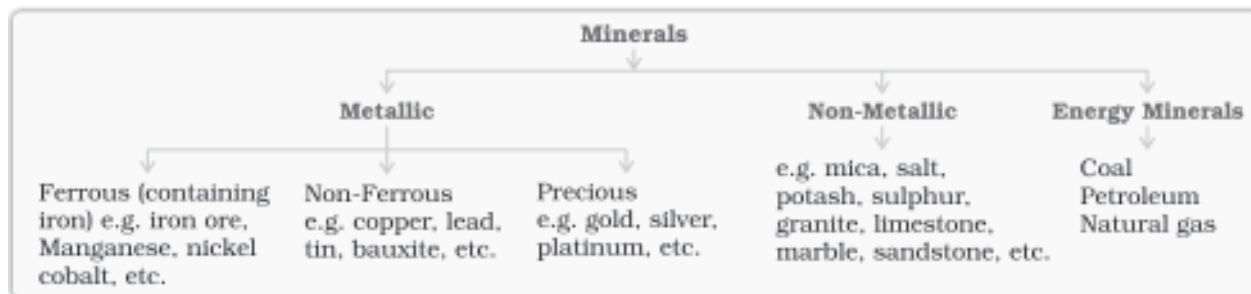 Minerals
Metallic
Non-Metallic
Energy Minerals
Ferrous (containing
iron) e.g. iron ore,
Manganese, nickel
cobalt, etc.
Non-Ferrous
e.g. copper, lead,
tin, bauxite, etc.
Precious
e.g. gold, silver,
platinum, etc.
e.g. mica, salt,
potash, sulphur,
granite, limestone,
marble, sandstone, etc.
Coal
Petroleum
Natural gas